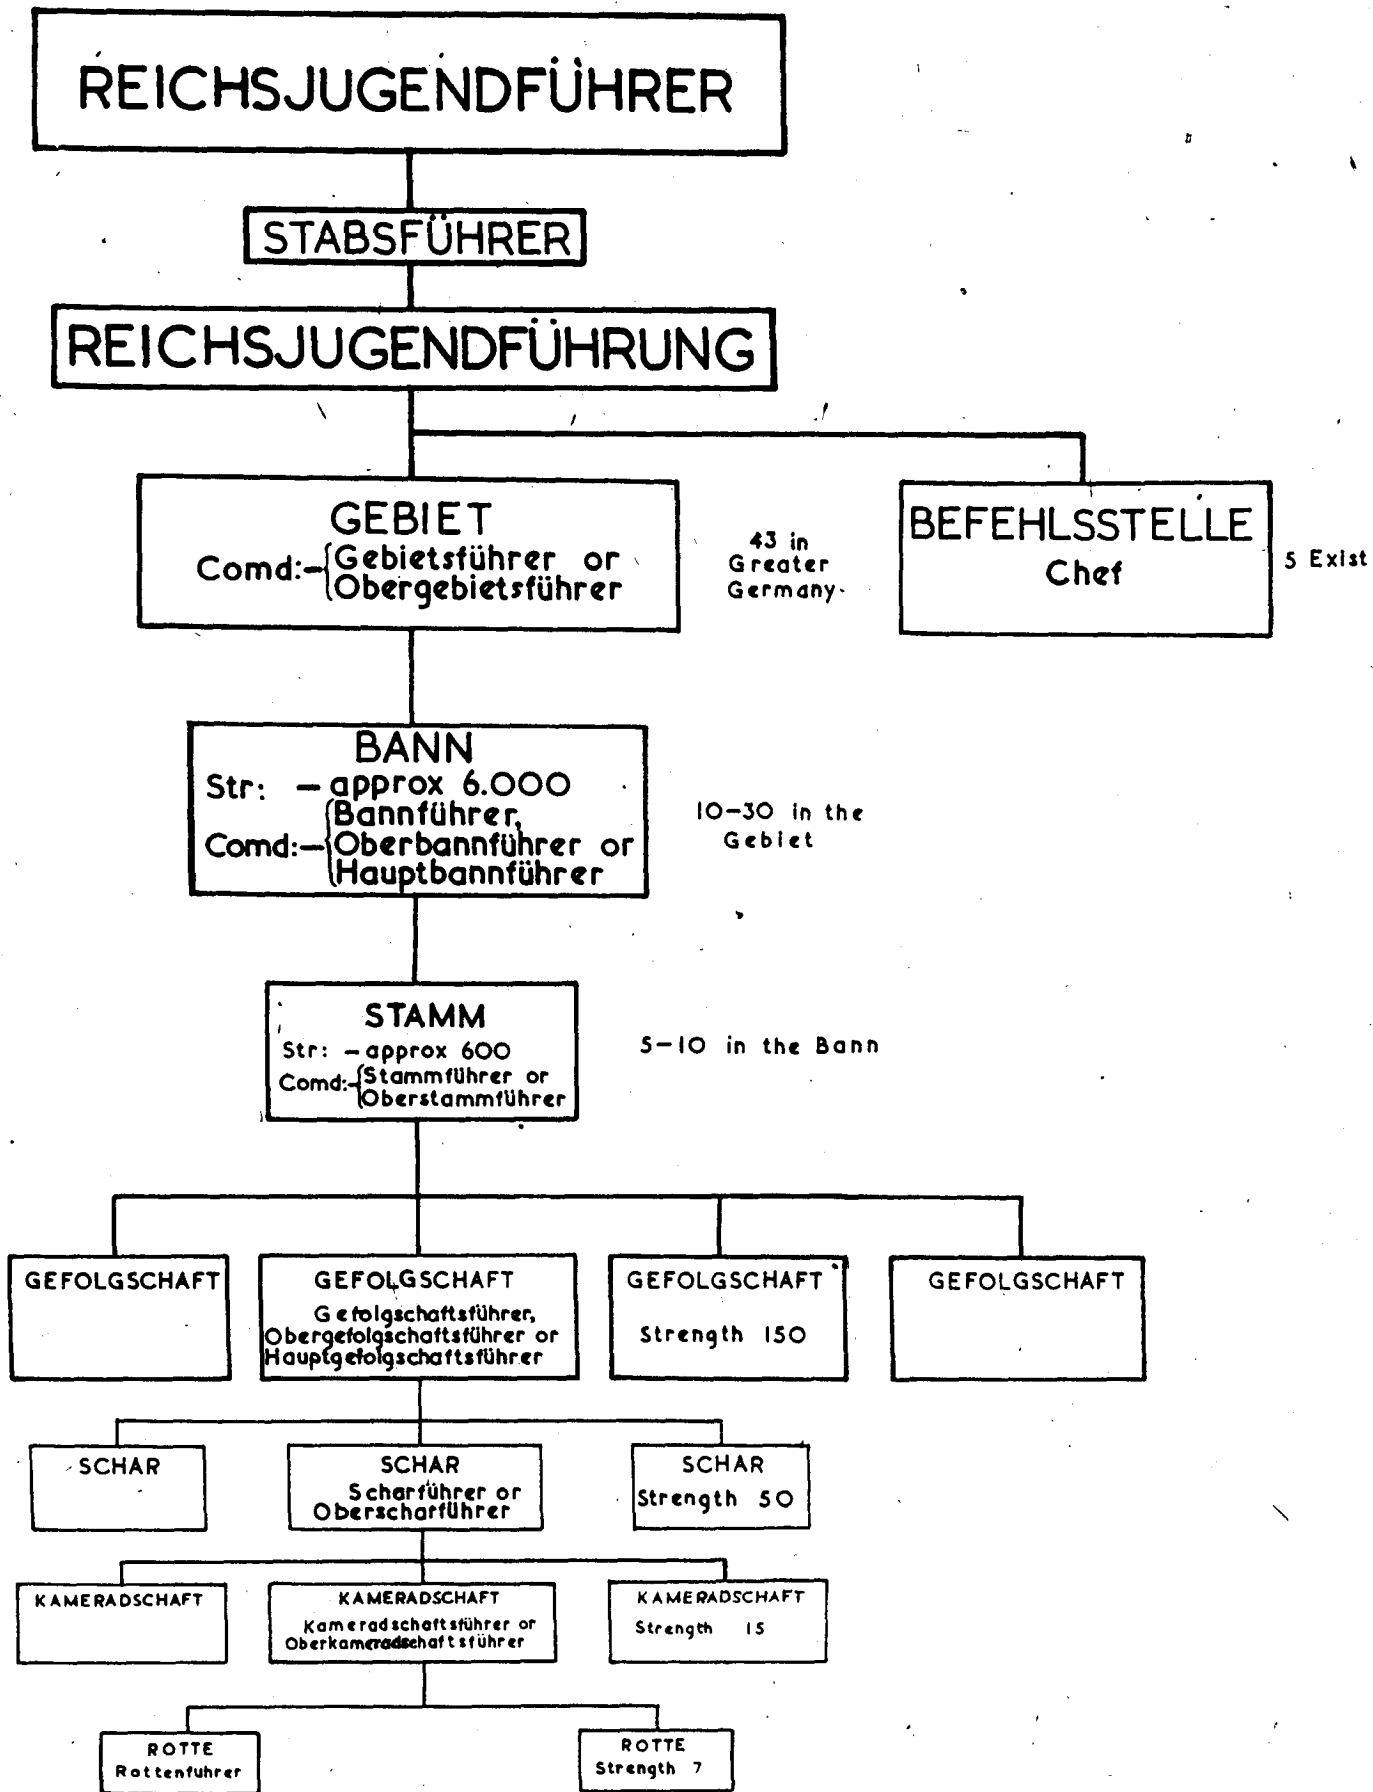 REICHSJUGENDFÜHRER
STABSFÜHRER
REICHSJUGENDFÜHRUNG
GEBIET
Comd:-{Gebietsführer or
Obergebietsführer
43 in
Greater
Germany.
BEFEHLSSTELLE
Chef
5 Exist
BANN
Str: - approx 6.000
Comd:-{Bannführer,
Oberbannführer or
Hauptbannführer
10-30 in the
Gebiet
STAMM
Str: - approx 600
Comd:-{Stammführer or
Oberstammführer
5-10 in the Bann
GEFOLGSCHAFT
GEFOLGSCHAFT
Gefolgschaftsführer,
Obergefolgschaftsführer or
Hauptgefolgschaftsführer
GEFOLGSCHAFT
Strength 150
GEFOLGSCHAFT
SCHAR
SCHAR
Scharführer or
Oberscharführer
SCHAR
Strength 50
KAMERADSCHAFT
KAMERADSCHAFT
Kameradschaftsführer or
Oberkameradschaftsführer
KAMERADSCHAFT
Strength 15
ROTTE
Rottenfuhrer
ROTTE
Strength 7